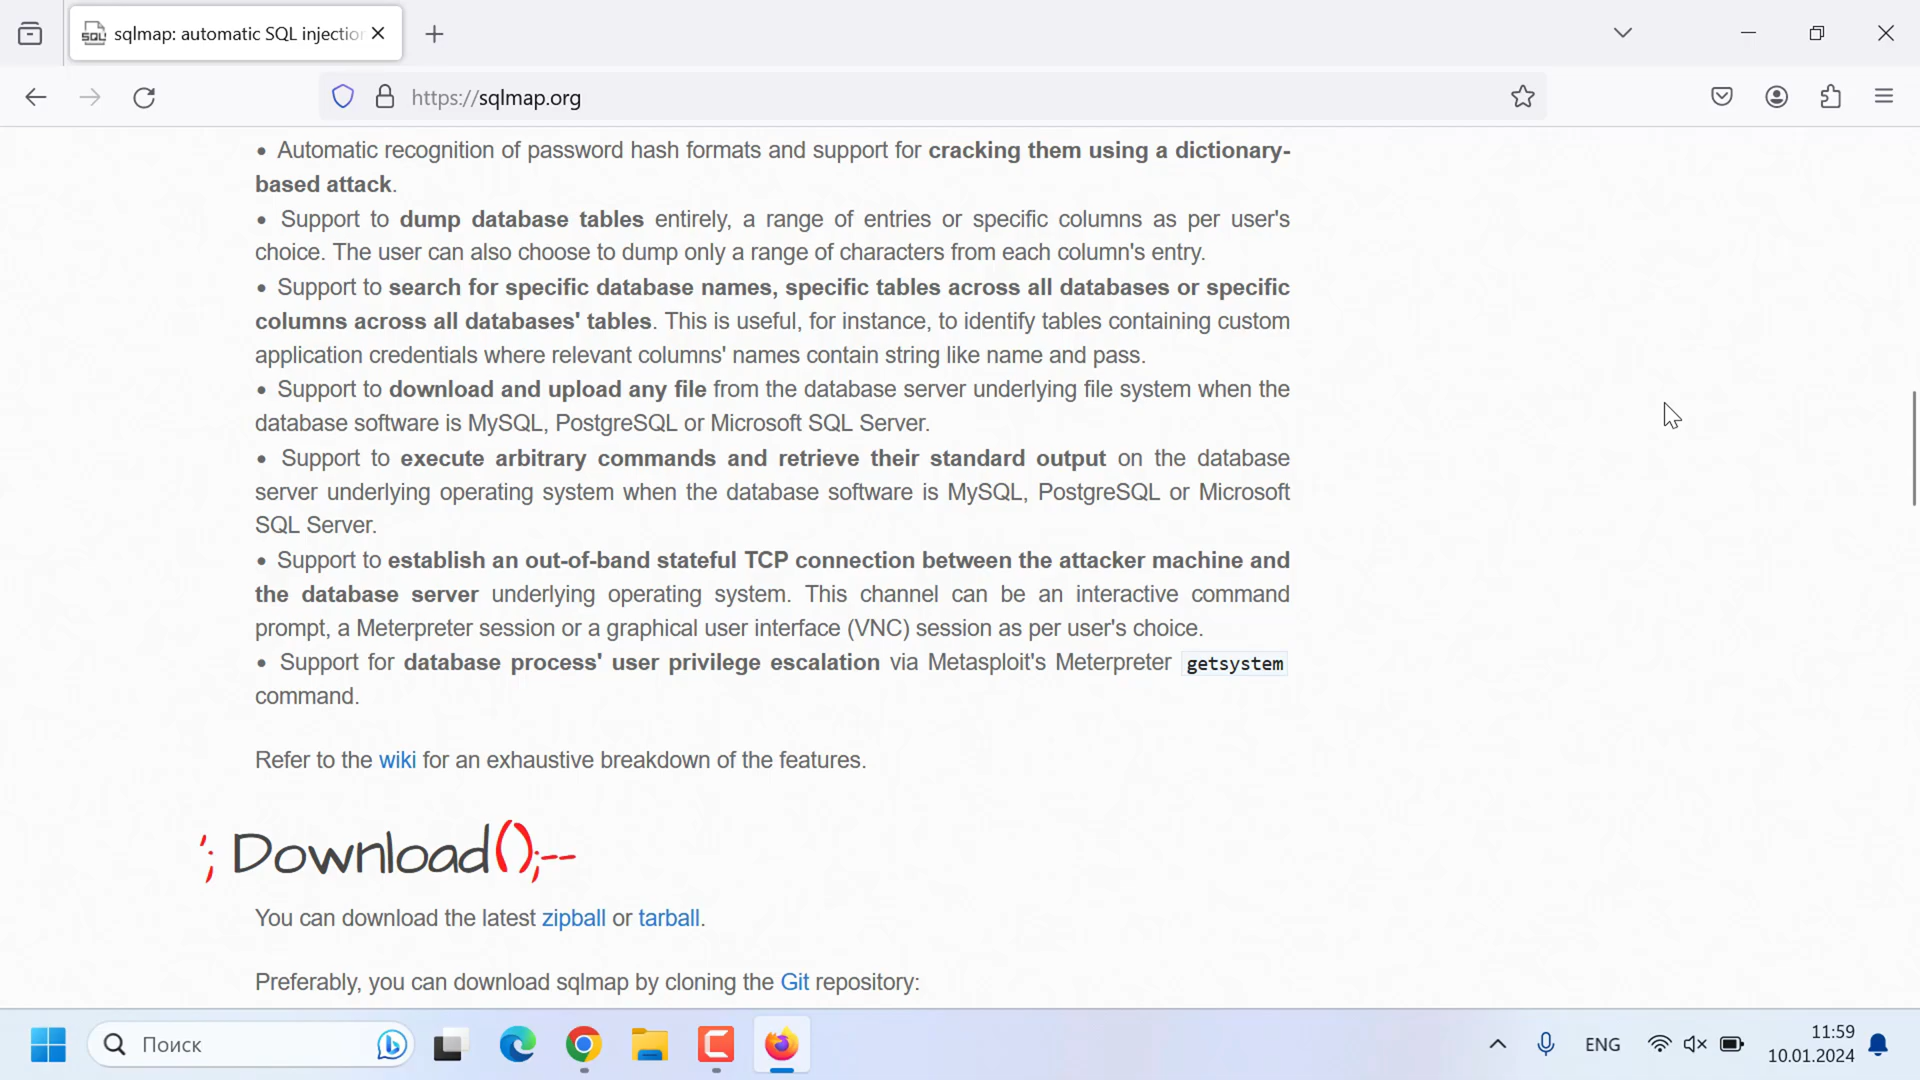 sqlmap: automatic SQL injectio
https://sqlmap.org
• Automatic recognition of password hash formats and support for cracking them using a dictionary-
based attack.
• Support to dump database tables entirely, a range of entries or specific columns as per user's
choice. The user can also choose to dump only a range of characters from each column's entry.
• Support to search for specific database names, specific tables across all databases or specific
columns across all databases' tables. This is useful, for instance, to identify tables containing custom
application credentials where relevant columns' names contain string like name and pass.
• Support to download and upload any file from the database server underlying file system when the
database software is MySQL, PostgreSQL or Microsoft SQL Server.
• Support to execute arbitrary commands and retrieve their standard output on the database
server underlying operating system when the database software is MySQL, PostgreSQL or Microsoft
SQL Server.
• Support to establish an out-of-band stateful TCP connection between the attacker machine and
the database server underlying operating system. This channel can be an interactive command
prompt, a Meterpreter session or a graphical user interface (VNC) session as per user's choice.
• Support for database process' user privilege escalation via Metasploit's Meterpreter getsystem
command.
Refer to the wiki for an exhaustive breakdown of the features.
'; Download();--
You can download the latest zipball or tarball.
Preferably, you can download sqlmap by cloning the Git repository:
Поиск
ENG
11:59
10.01.2024